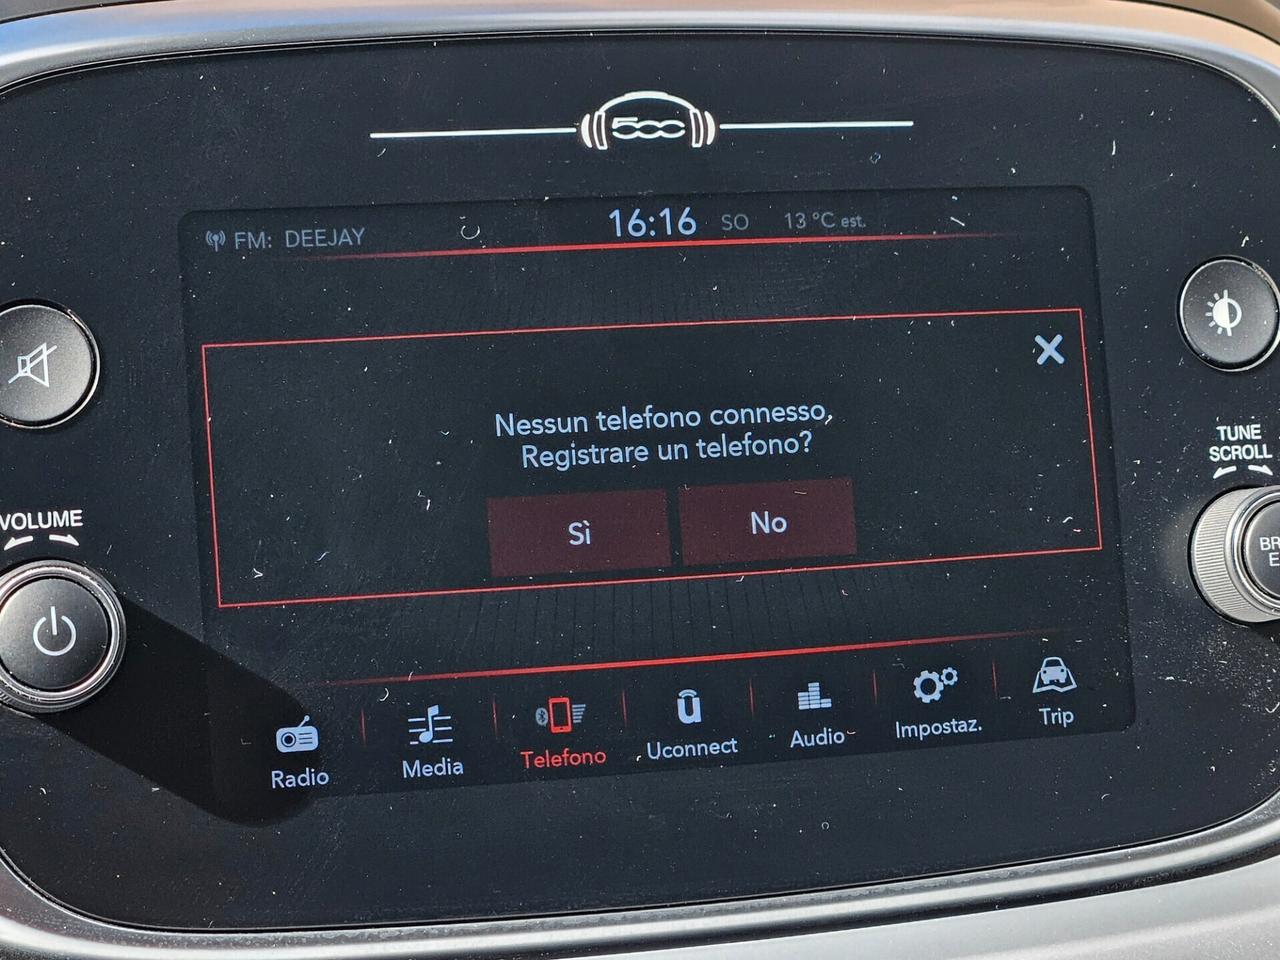 500
FM: DEEJAY 16:16 SO 13 °C est.
Nessun telefono connesso,
Registrare un telefono?
Sì No
TUNE
SCROLL
VOLUME
Radio Media Telefono Uconnect Audio Impostaz. Trip